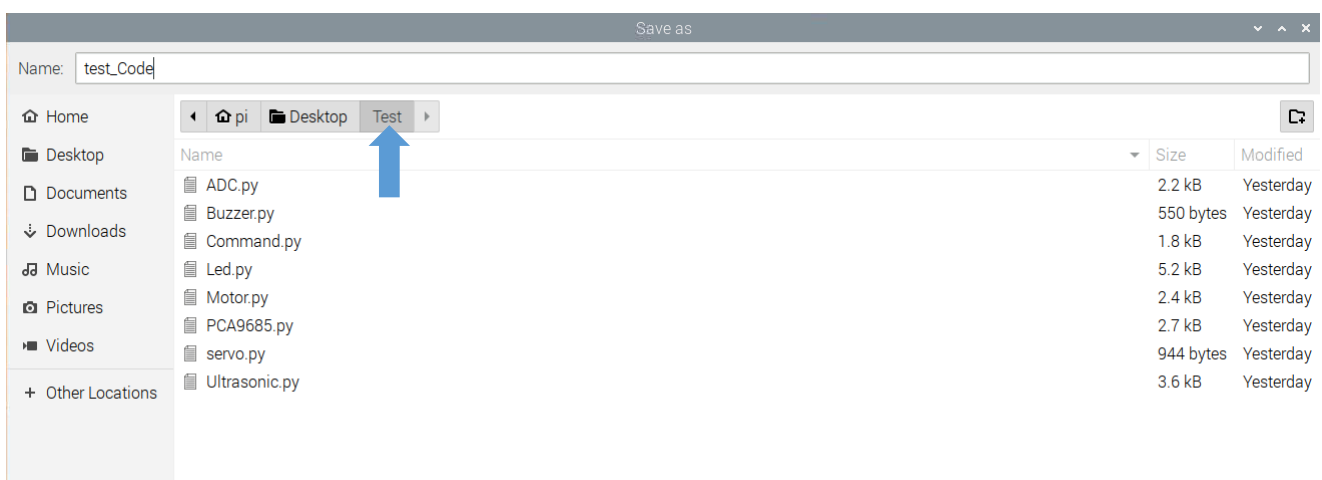 Save as
Name: test_Code
Home
Desktop
Documents
Downloads
Music
Pictures
Videos
+ Other Locations
pi Desktop Test
Name Size Modified
ADC.py 2.2 kB Yesterday
Buzzer.py 550 bytes Yesterday
Command.py 1.8 kB Yesterday
Led.py 5.2 kB Yesterday
Motor.py 2.4 kB Yesterday
PCA9685.py 2.7 kB Yesterday
servo.py 944 bytes Yesterday
Ultrasonic.py 3.6 kB Yesterday